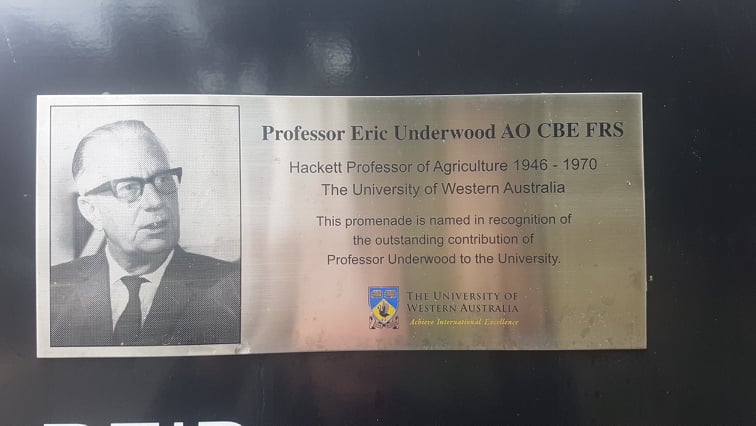 Professor Eric Underwood AO CBE FRS
Hackett Professor of Agriculture 1946 - 1970
The University of Western Australia
This promenade is named in recognition of
the outstanding contribution of
Professor Underwood to the University.
THE UNIVERSITY OF
WESTERN AUSTRALIA
Achieve International Excellence